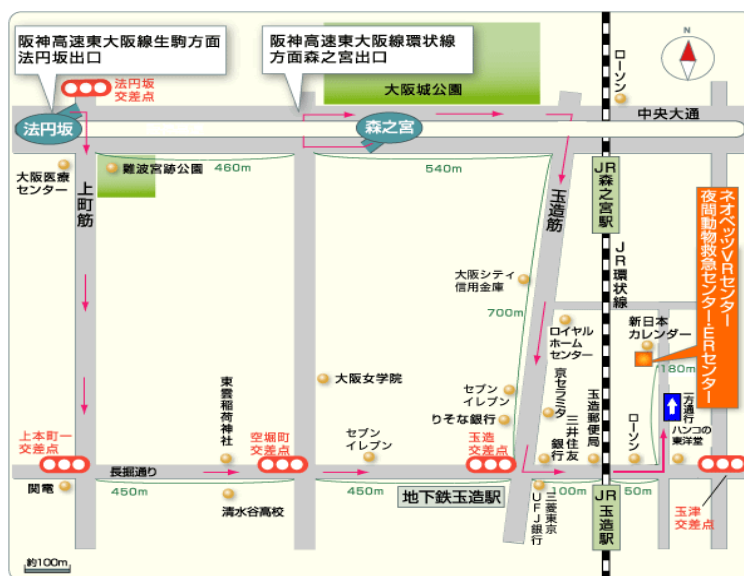 阪神高速東大阪線生駒方面
法円坂出口
阪神高速東大阪線環状線
方面森之宮出口
法円坂
交差点
大阪城公園
ローソン
中央大通
法円坂
森之宮
大阪医療
センター
難波宮跡公園
460m
540m
上町筋
玉造筋
JR森之宮駅
JR環状線
ネオベッツVRセンター
夜間動物救急センター・ERセンター
大阪シティ
信用金庫
700m
ロイヤル
ホーム
センター
新日本
カレンダー
180m
大阪女学院
セブン
イレブン
京セラミタ
りそな銀行
一方通行
ハンコの
東洋堂
東雲稲荷神社
上本町一
交差点
空堀町
交差点
セブン
イレブン
玉造
交差点
三井住友
銀行
玉造郵便局
ローソン
長堀通り
関電
450m
清水谷高校
450m
地下鉄玉造駅
三菱東京
UFJ銀行
100m
JR玉造駅
50m
玉津
交差点
約100m